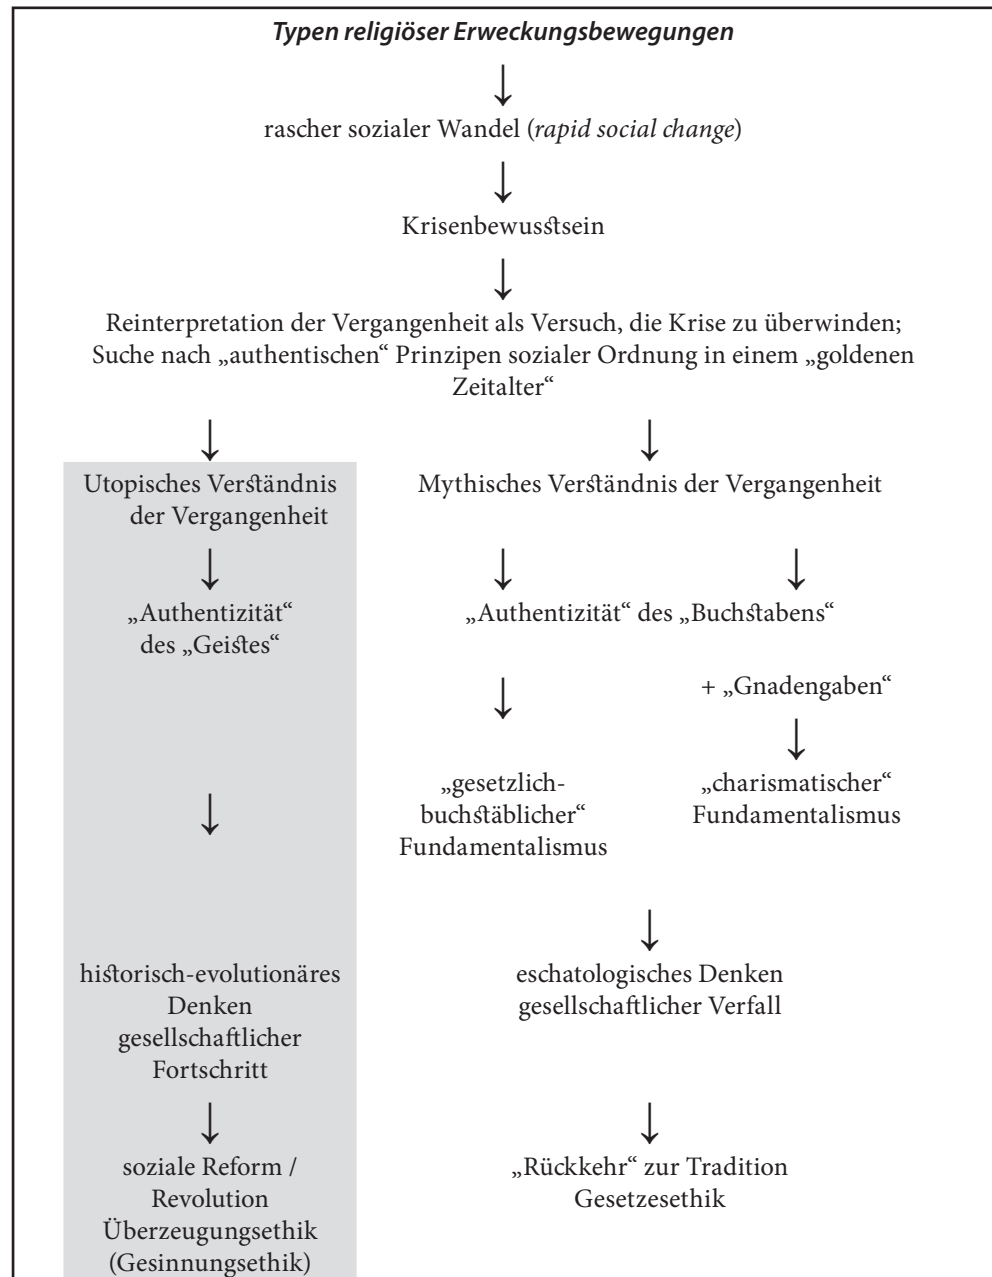 Typen religiöser Erweckungsbewegungen
rascher sozialer Wandel (rapid social change)
Krisenbewusstsein
Reinterpretation der Vergangenheit als Versuch, die Krise zu überwinden;
Suche nach „authentischen“ Prinzipen sozialer Ordnung in einem „goldenen
Zeitalter“
Utopisches Verständnis
der Vergangenheit
Mythisches Verständnis der Vergangenheit
„Authentizität“
des „Geistes“
„Authentizität“ des „Buchstabens“
+ „Gnadengaben“
„gesetzlich-
buchstäblicher“
Fundamentalismus
„charismatischer“
Fundamentalismus
historisch-evolutionäres
Denken
gesellschaftlicher
Fortschritt
eschatologisches Denken
gesellschaftlicher Verfall
soziale Reform /
Revolution
Überzeugungsethik
(Gesinnungsethik)
„Rückkehr“ zur Tradition
Gesetzesethik